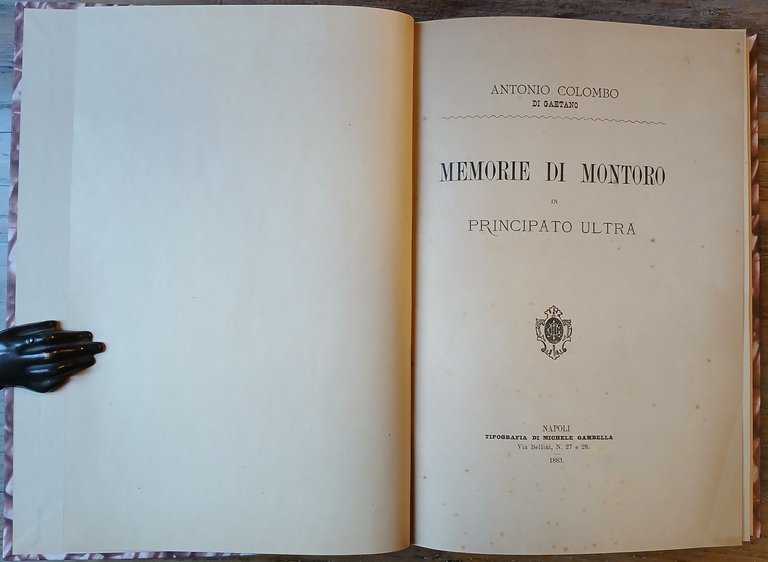 ANTONIO COLOMBO
DI GAETANO
MEMORIE DI MONTORO
IN
PRINCIPATO ULTRA
NAPOLI
TIPOGRAFIA DI MICHELE GAMBELLA
Via Bellini, N. 27 e 28.
1883.